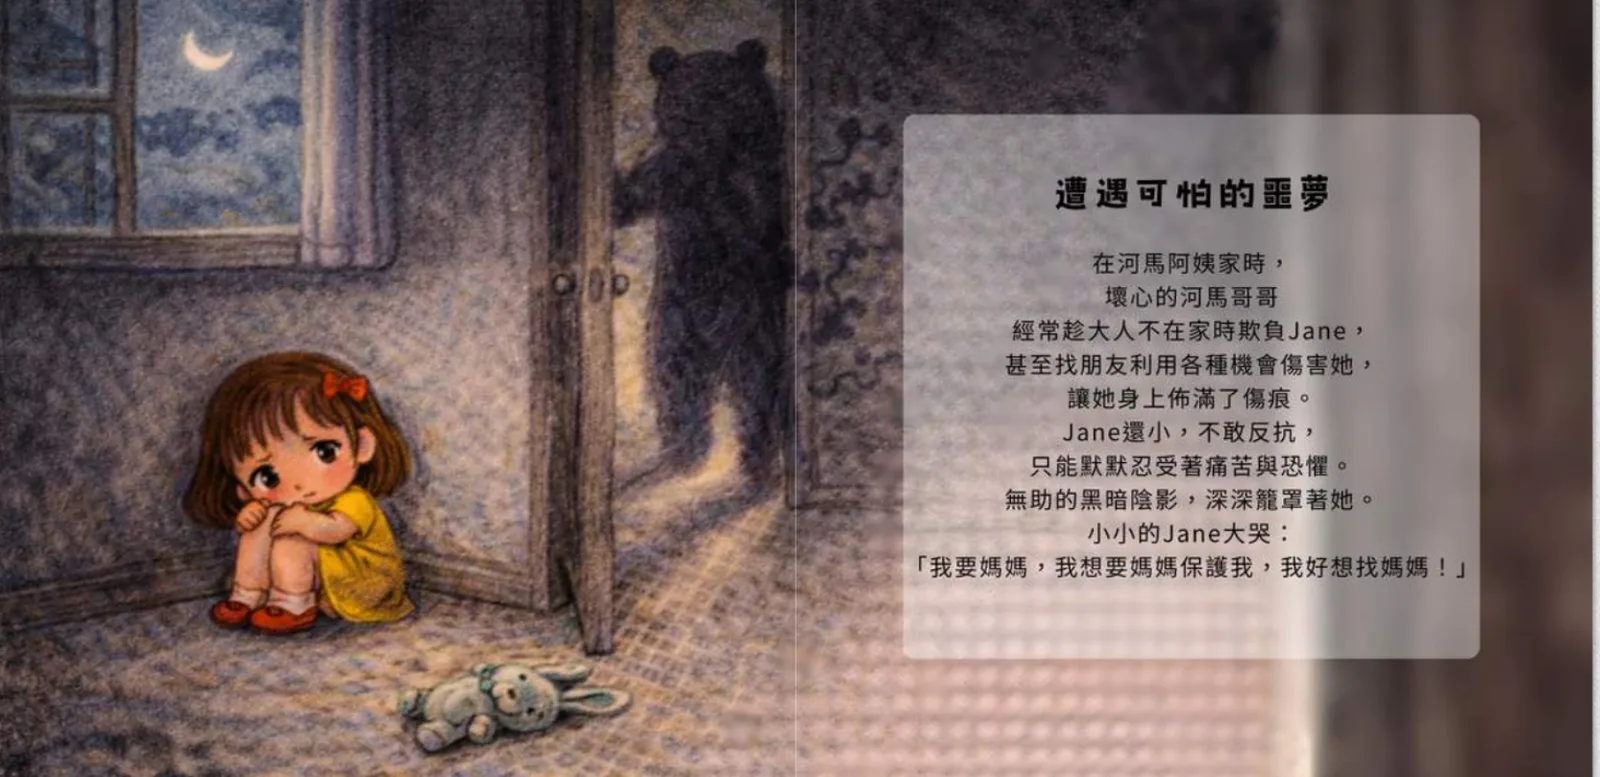 遭遇可怕的噩夢
在河馬阿姨家時，
壞心的河馬哥哥
經常趁大人不在家時欺負Jane，
甚至找朋友利用各種機會傷害她，
讓她身上佈滿了傷痕。
Jane還小，不敢反抗，
只能默默忍受著痛苦與恐懼。
無助的黑暗陰影，深深籠罩著她。
小小的Jane大哭：
「我要媽媽，我想要媽媽保護我，我好想找媽媽！」